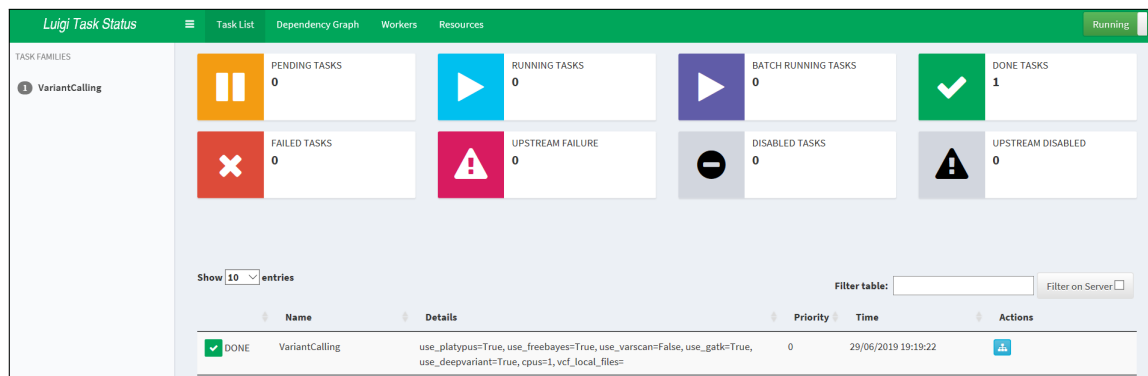 Luigi Task Status
Task List Dependency Graph Workers Resources
Running
TASK FAMILIES
1 VariantCalling
PENDING TASKS
0
RUNNING TASKS
0
BATCH RUNNING TASKS
0
DONE TASKS
1
FAILED TASKS
0
UPSTREAM FAILURE
0
DISABLED TASKS
0
UPSTREAM DISABLED
0
Show 10 entries
Filter table:
Filter on Server
Name Details Priority Time Actions
DONE VariantCalling use_platypus=True, use_freebayes=True, use_varscan=False, use_gatk=True, 0 29/06/2019 19:19:22
use_deepvariant=True, cpus=1, vcf_local_files=